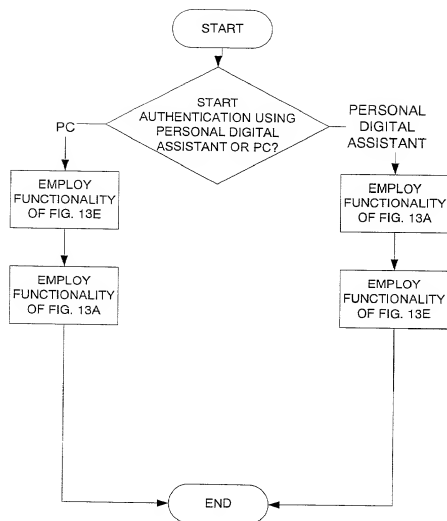 START
START
AUTHENTICATION USING
PERSONAL DIGITAL
ASSISTANT OR PC?
PC
PERSONAL
DIGITAL
ASSISTANT
EMPLOY
FUNCTIONALITY
OF FIG. 13E
EMPLOY
FUNCTIONALITY
OF FIG. 13A
EMPLOY
FUNCTIONALITY
OF FIG. 13A
EMPLOY
FUNCTIONALITY
OF FIG. 13E
END